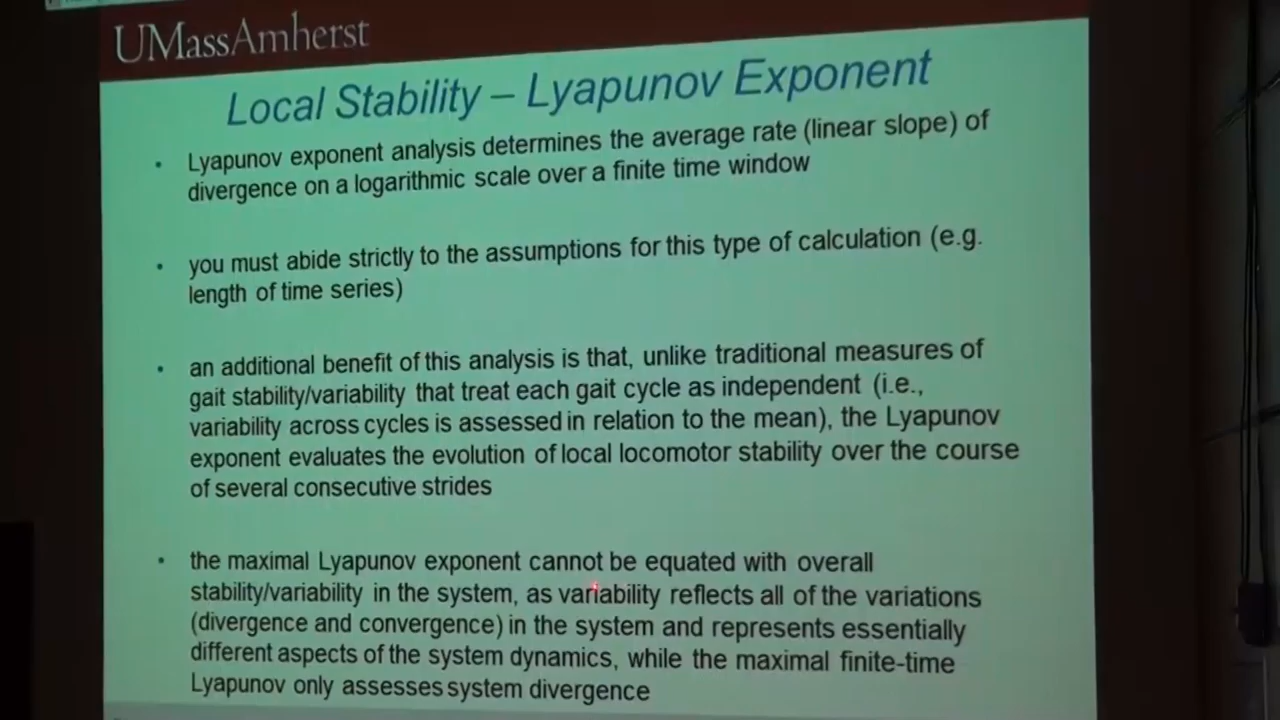 UMassAmherst
Local Stability – Lyapunov Exponent
• Lyapunov exponent analysis determines the average rate (linear slope) of
divergence on a logarithmic scale over a finite time window
• you must abide strictly to the assumptions for this type of calculation (e.g.
length of time series)
• an additional benefit of this analysis is that, unlike traditional measures of
gait stability/variability that treat each gait cycle as independent (i.e.,
variability across cycles is assessed in relation to the mean), the Lyapunov
exponent evaluates the evolution of local locomotor stability over the course
of several consecutive strides
• the maximal Lyapunov exponent cannot be equated with overall
stability/variability in the system, as variability reflects all of the variations
(divergence and convergence) in the system and represents essentially
different aspects of the system dynamics, while the maximal finite-time
Lyapunov only assesses system divergence